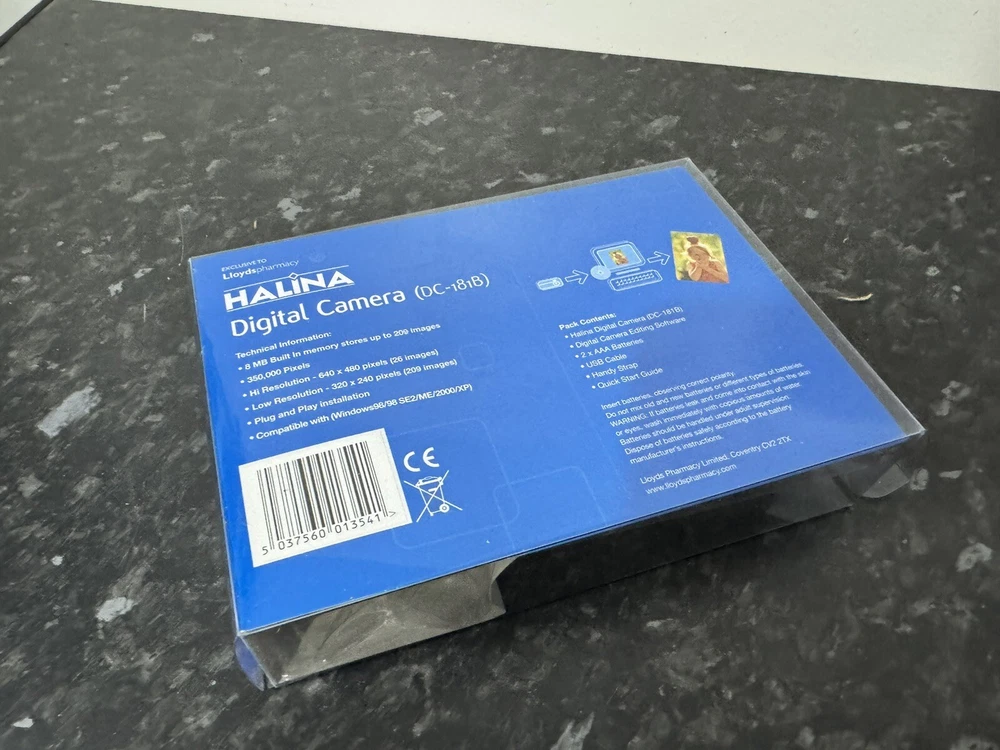 EXCLUSIVE TO
Lloydspharmacy
HALINA
Digital Camera (DC-181B)
Technical Information:
• 8 MB Built in memory stores up to 209 images
• 350,000 Pixels
• Hi Resolution - 640 x 480 pixels (26 images)
• Low Resolution - 320 x 240 pixels (209 images)
• Plug and Play installation
• Compatible with (Windows98/98 SE2/ME/2000/XP)
5 037560 013541 >
CE
Pack Contents:
• Halina Digital Camera (DC-181B)
• Digital Camera Editing Software
• 2 x AAA Batteries
• USB Cable
• Handy Strap
• Quick Start Guide
Insert batteries, observing correct polarity.
Do not mix old and new batteries or different types of batteries.
WARNING. If batteries leak and come into contact with the skin
or eyes, wash immediately with copious amounts of water.
Batteries should be handled under adult supervision.
Dispose of batteries safely according to the battery
manufacturer's instructions.
Lloyds Pharmacy Limited, Coventry CV2 2TX
www.lloydspharmacy.com